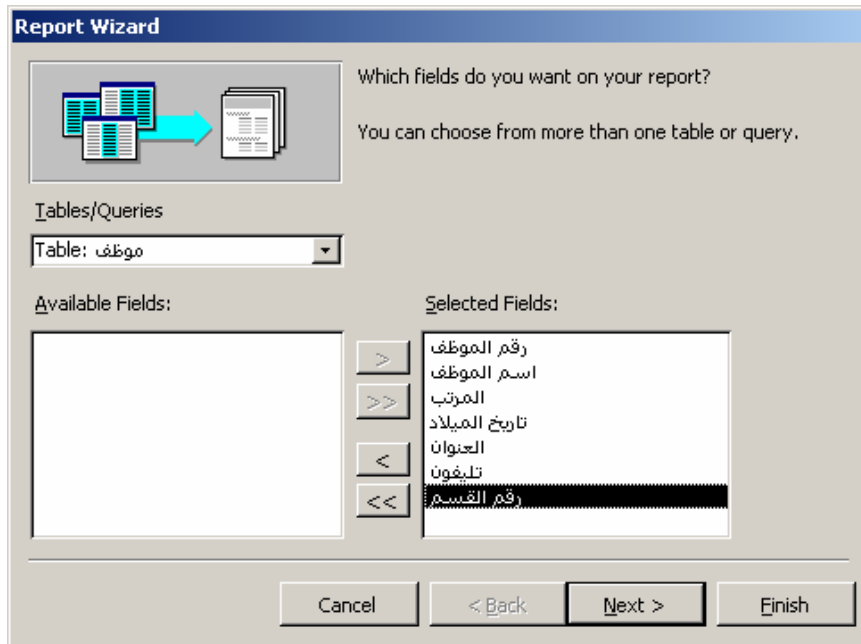 Report Wizard
Which fields do you want on your report?
You can choose from more than one table or query.
Tables/Queries
Table: موظف
Available Fields:
Selected Fields:
>
>>
<
<<
رقم الموظف
اسم الموظف
المرتب
تاريخ الميلاد
العنوان
تليفون
رقم القسم
Cancel
< Back
Next >
Finish